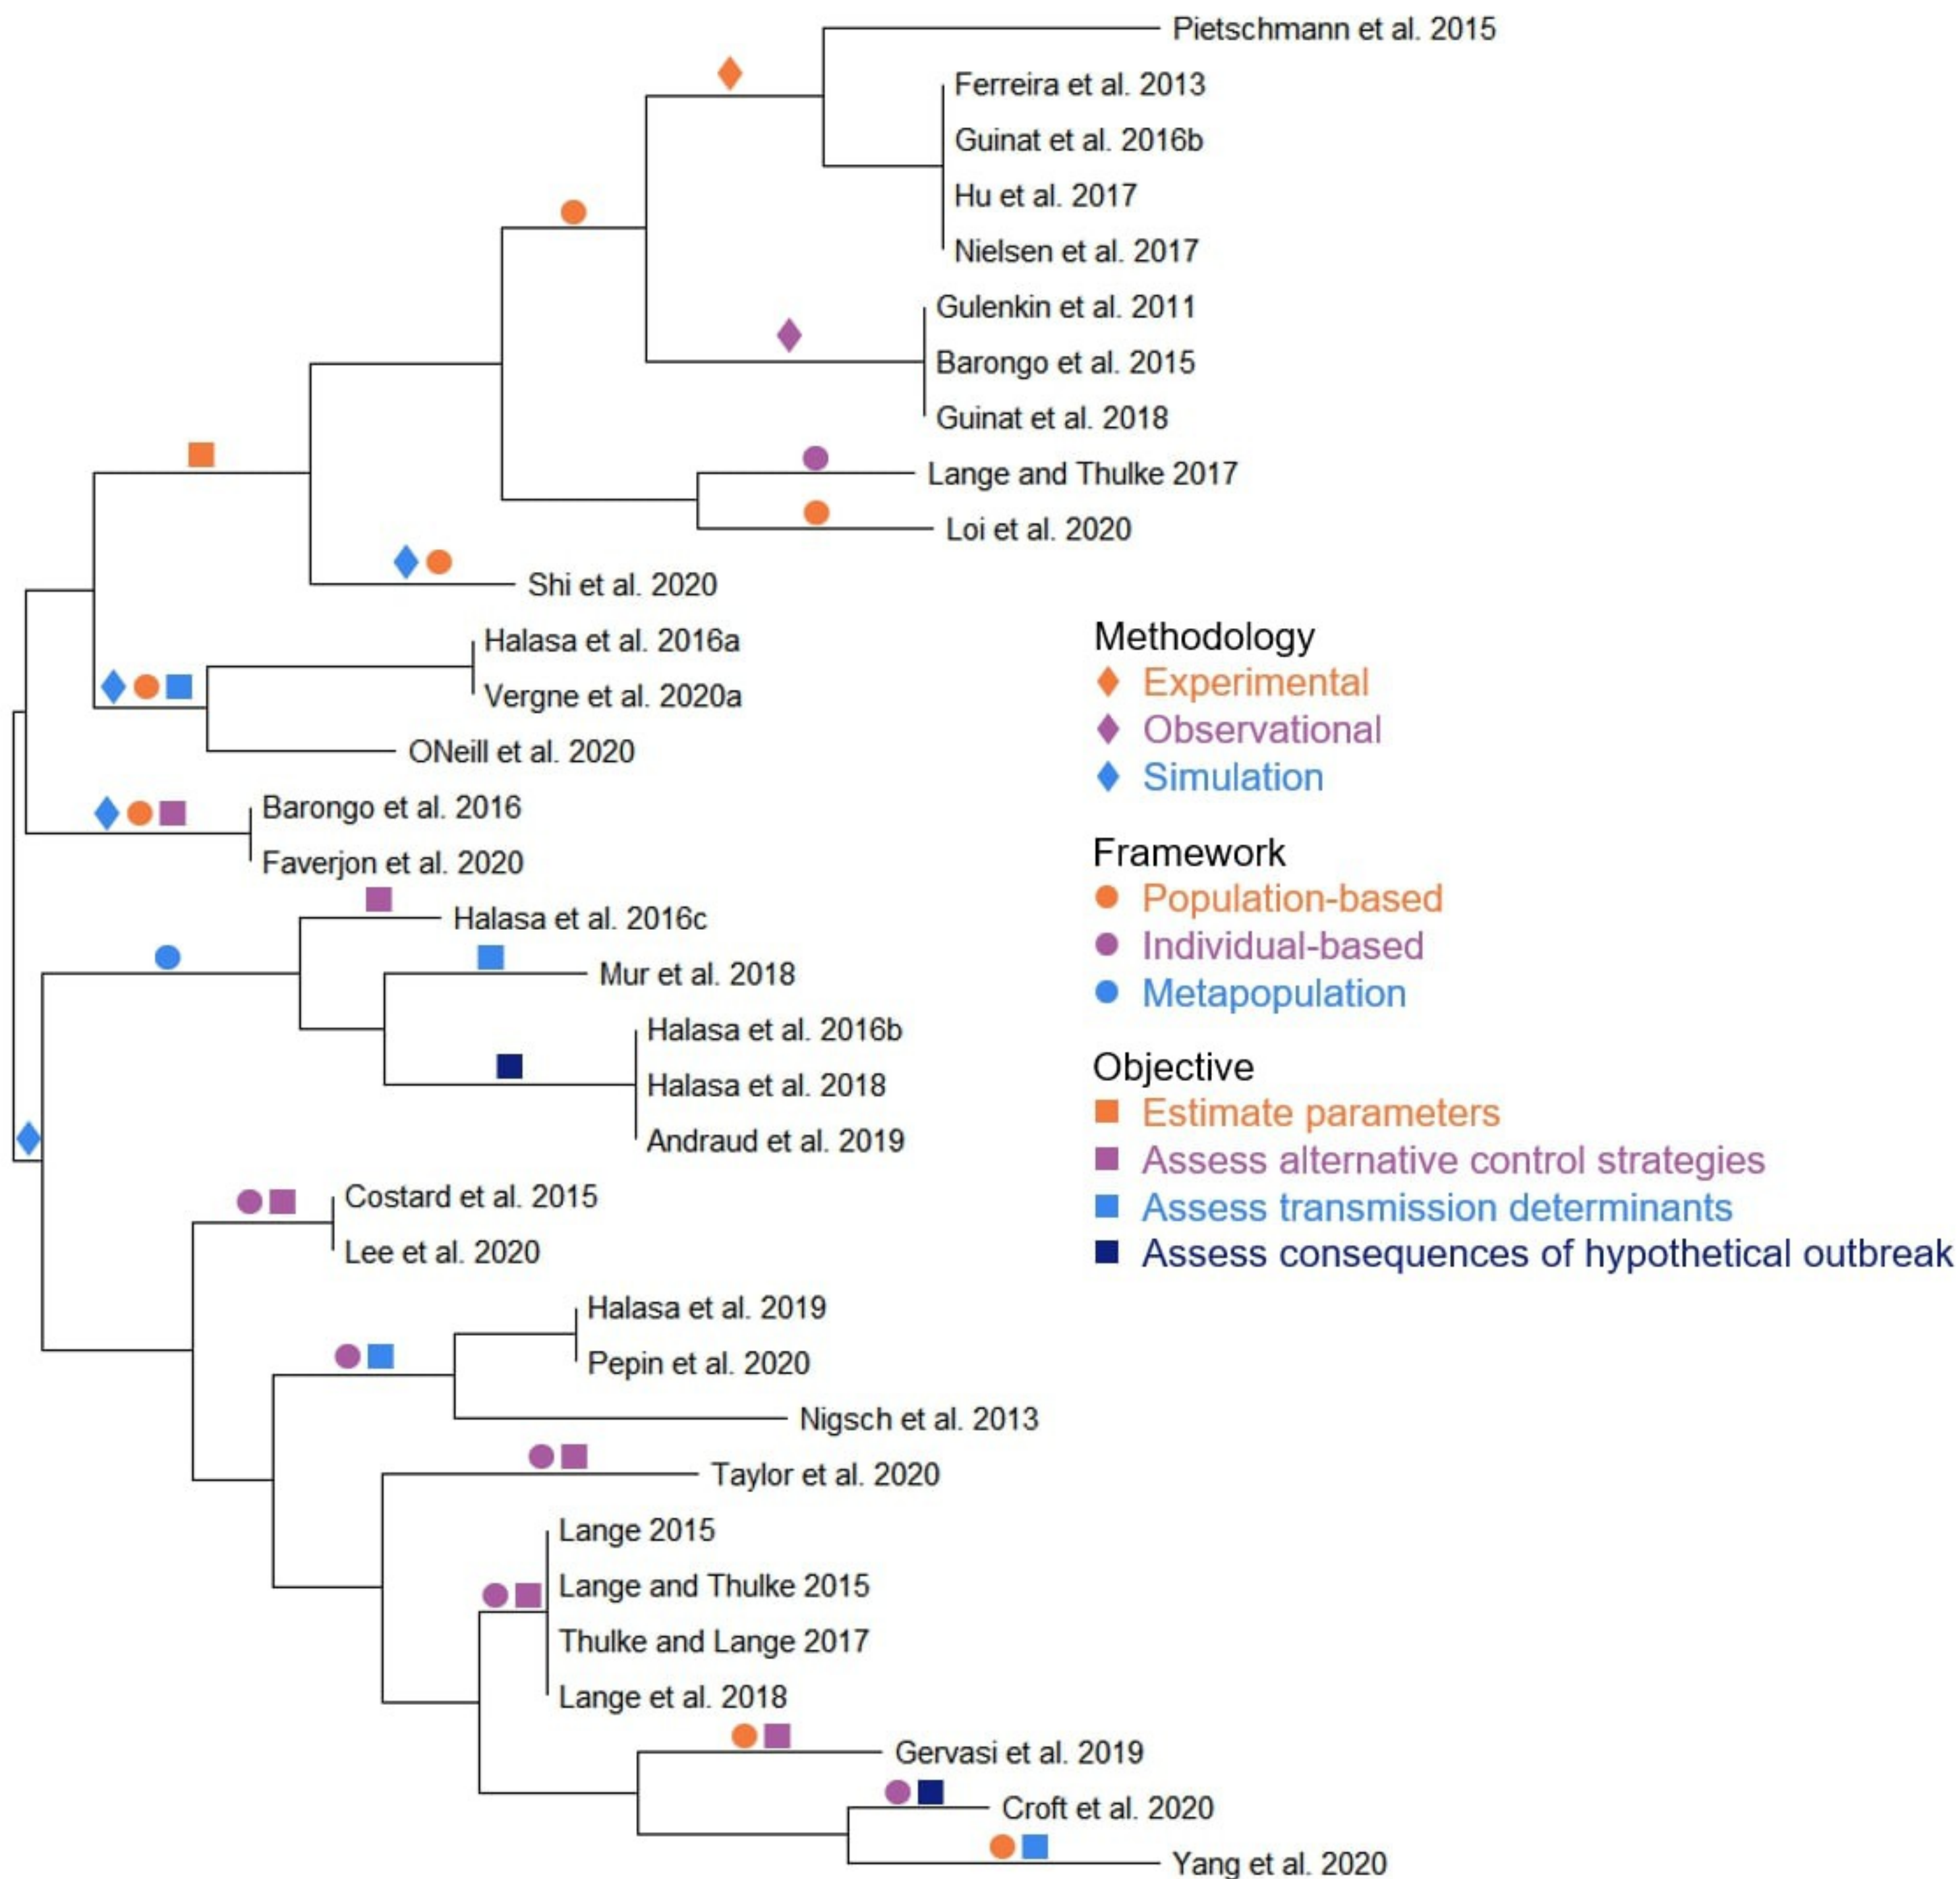 Pietschmann et al. 2015
Ferreira et al. 2013
Guinat et al. 2016b
Hu et al. 2017
Nielsen et al. 2017
Gulenkin et al. 2011
Barongo et al. 2015
Guinat et al. 2018
Lange and Thulke 2017
Loi et al. 2020
Shi et al. 2020
Halasa et al. 2016a
Vergne et al. 2020a
ONeill et al. 2020
Barongo et al. 2016
Faverjon et al. 2020
Halasa et al. 2016c
Mur et al. 2018
Halasa et al. 2016b
Halasa et al. 2018
Andraud et al. 2019
Costard et al. 2015
Lee et al. 2020
Halasa et al. 2019
Pepin et al. 2020
Nigsch et al. 2013
Taylor et al. 2020
Lange 2015
Lange and Thulke 2015
Thulke and Lange 2017
Lange et al. 2018
Gervasi et al. 2019
Croft et al. 2020
Yang et al. 2020
Methodology
Experimental
Observational
Simulation
Framework
Population-based
Individual-based
Metapopulation
Objective
Estimate parameters
Assess alternative control strategies
Assess transmission determinants
Assess consequences of hypothetical outbreak